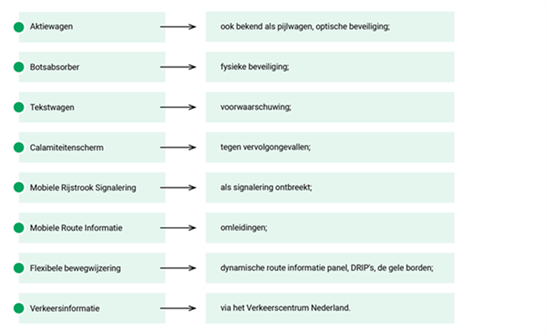 Aktiewagen ook bekend als pijlwagen, optische beveiliging;
Botsabsorber fysieke beveiliging;
Tekstwagen voorwaarschuwing;
Calamiteitenscherm tegen vervolgongevallen;
Mobiele Rijstrook Signalering als signalering ontbreekt;
Mobiele Route Informatie omleidingen;
Flexibele bewegwijzering dynamische route informatie panel, DRIP's, de gele borden;
Verkeersinformatie via het Verkeerscentrum Nederland.